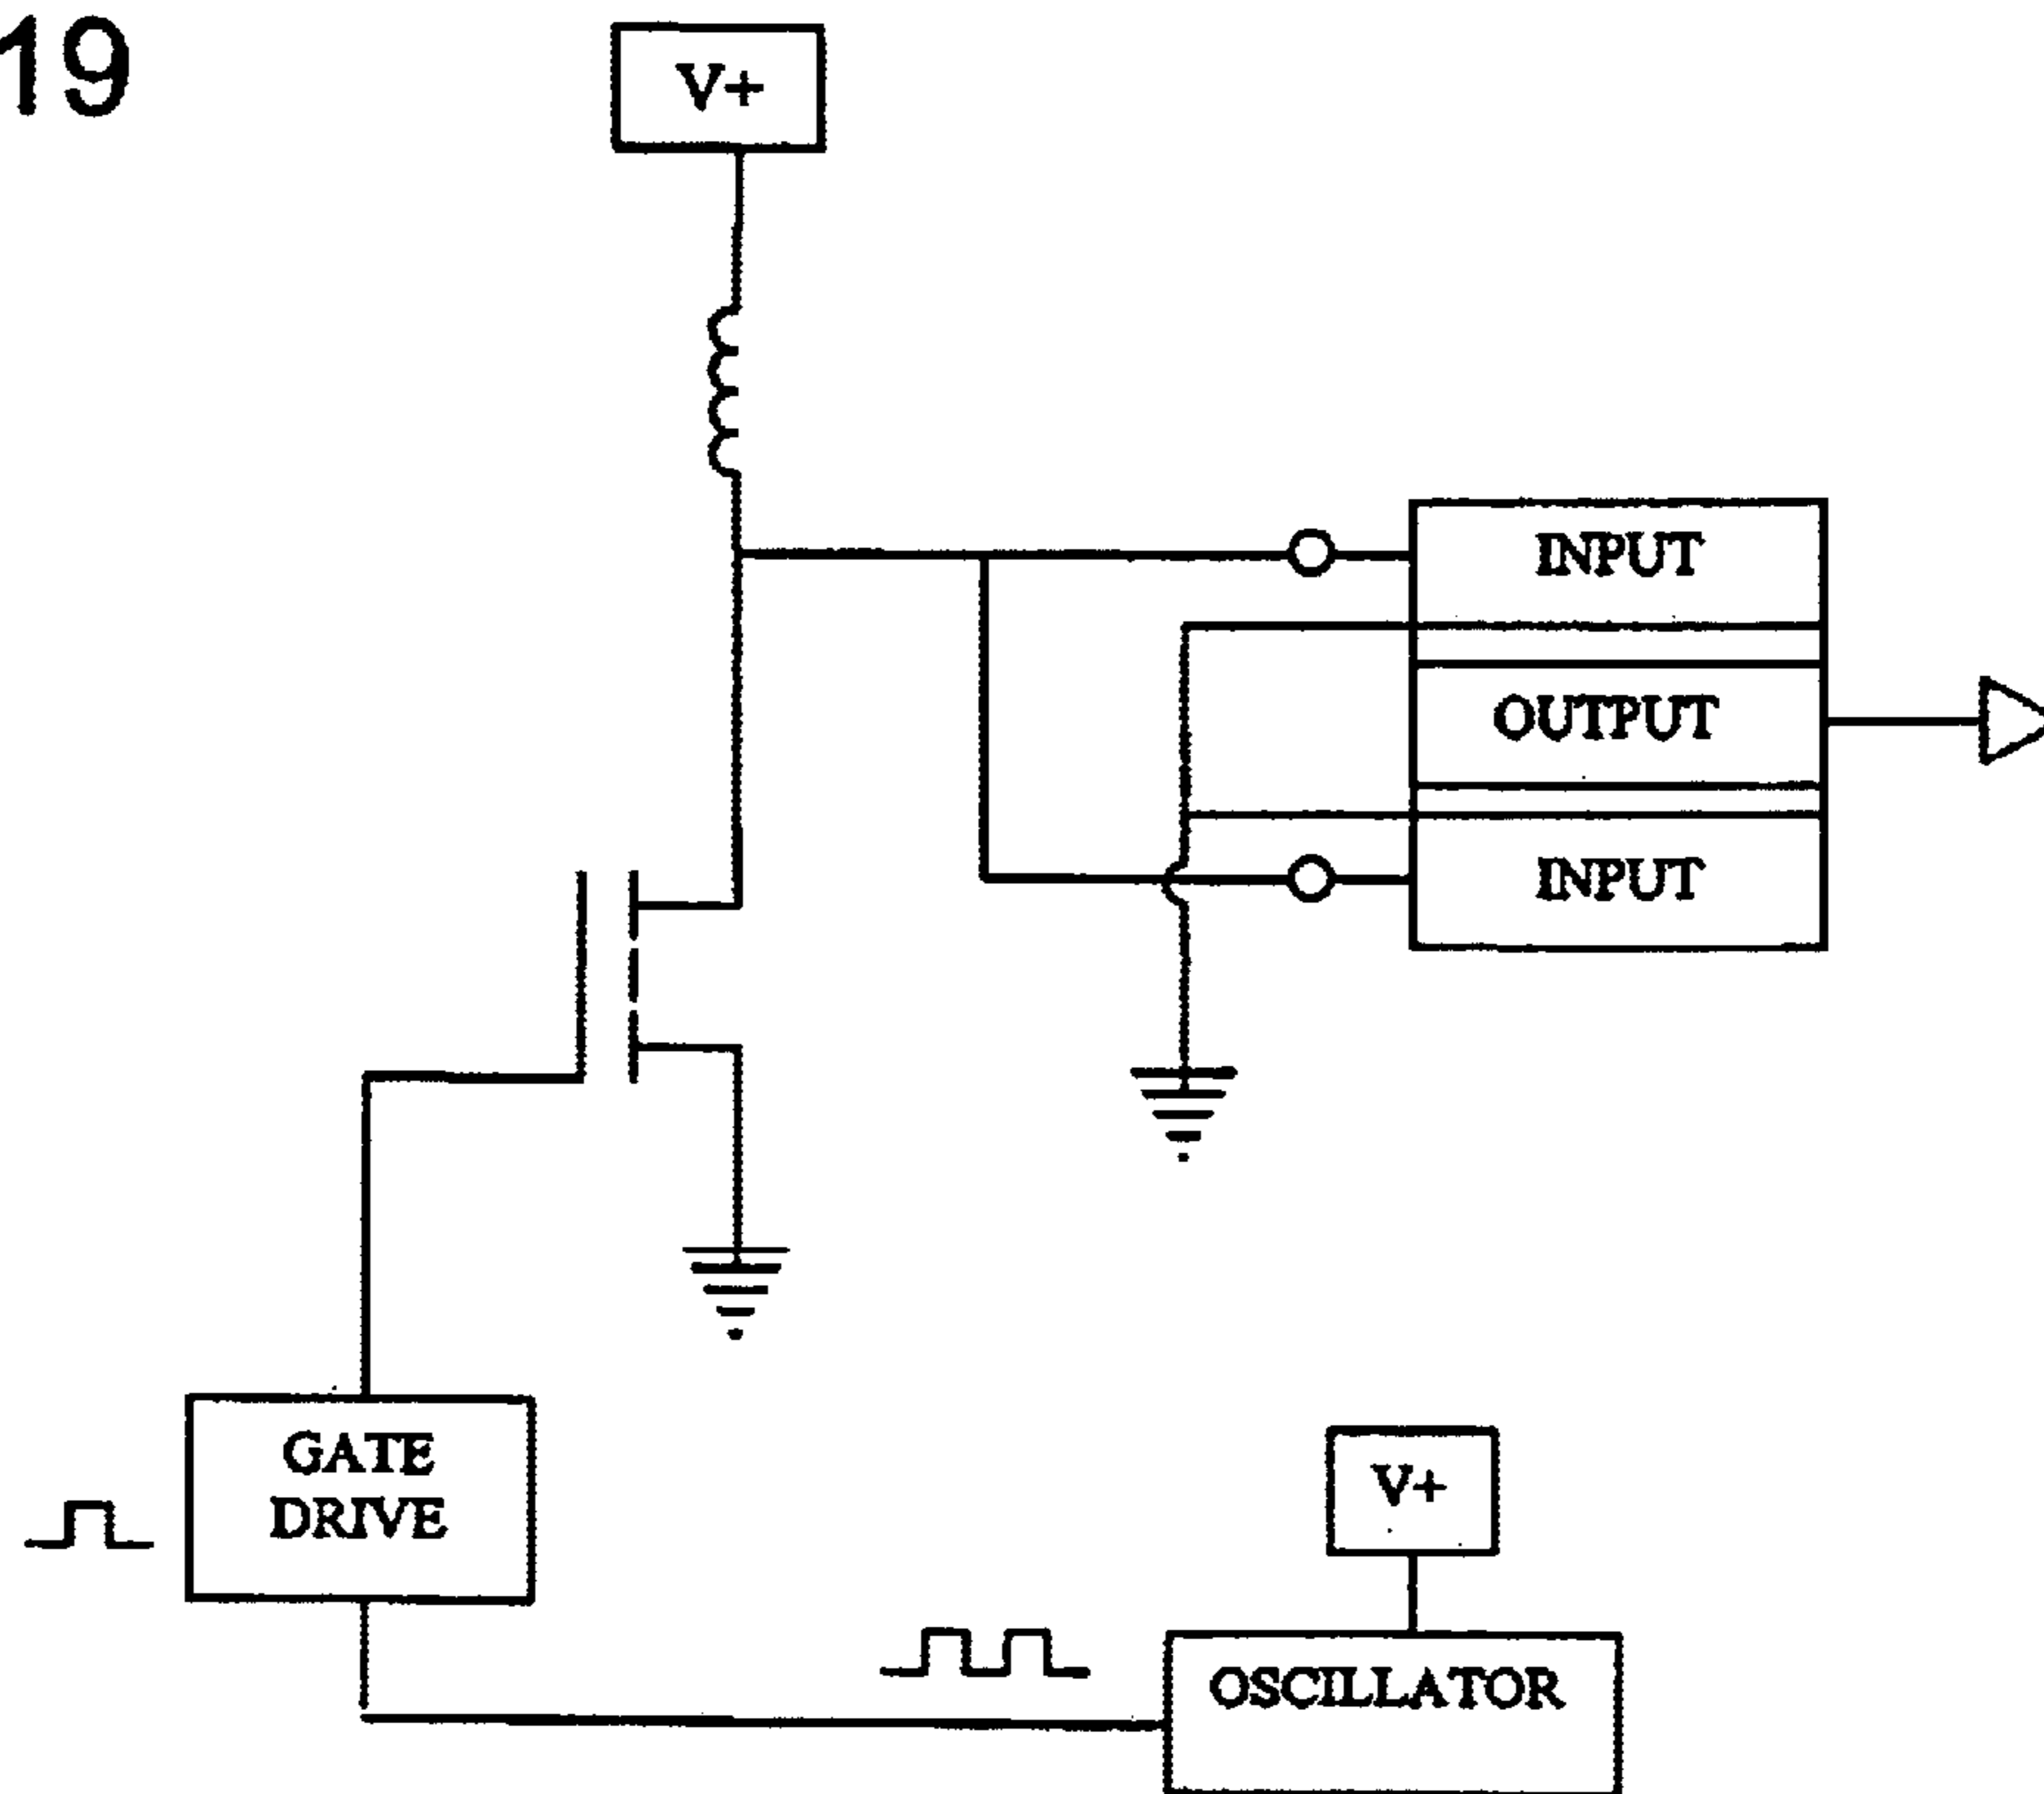 19
V+
INPUT
OUTPUT
INPUT
GATE
DRIVE
V+
OSCILLATOR